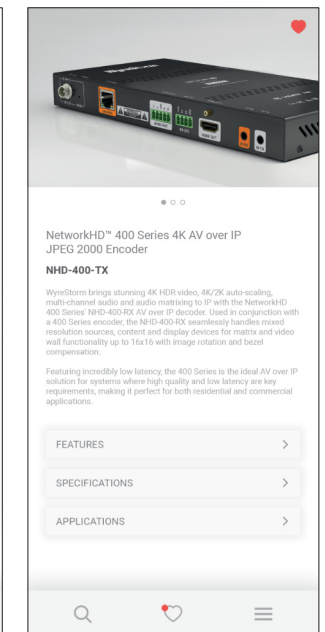 WyreStorm
HDMI OUT
NetworkHD™ 400 Series 4K AV over IP
JPEG 2000 Encoder
NHD-400-TX
WyreStorm brings stunning 4K HDR video, 4K/2K auto-scaling,
multi-channel audio and audio matrixing to IP with the NetworkHD
400 Series' NHD-400-RX AV over IP decoder. Used in conjunction with
a 400 Series encoder, the NHD-400-RX seamlessly handles mixed
resolution sources, content and display devices for matrix and video
wall functionality up to 16x16 with image rotation and bezel
compensation.
Featuring incredibly low latency, the 400 Series is the ideal AV over IP
solution for systems where high quality and low latency are key
requirements, making it perfect for both residential and commercial
applications.
FEATURES
SPECIFICATIONS
APPLICATIONS